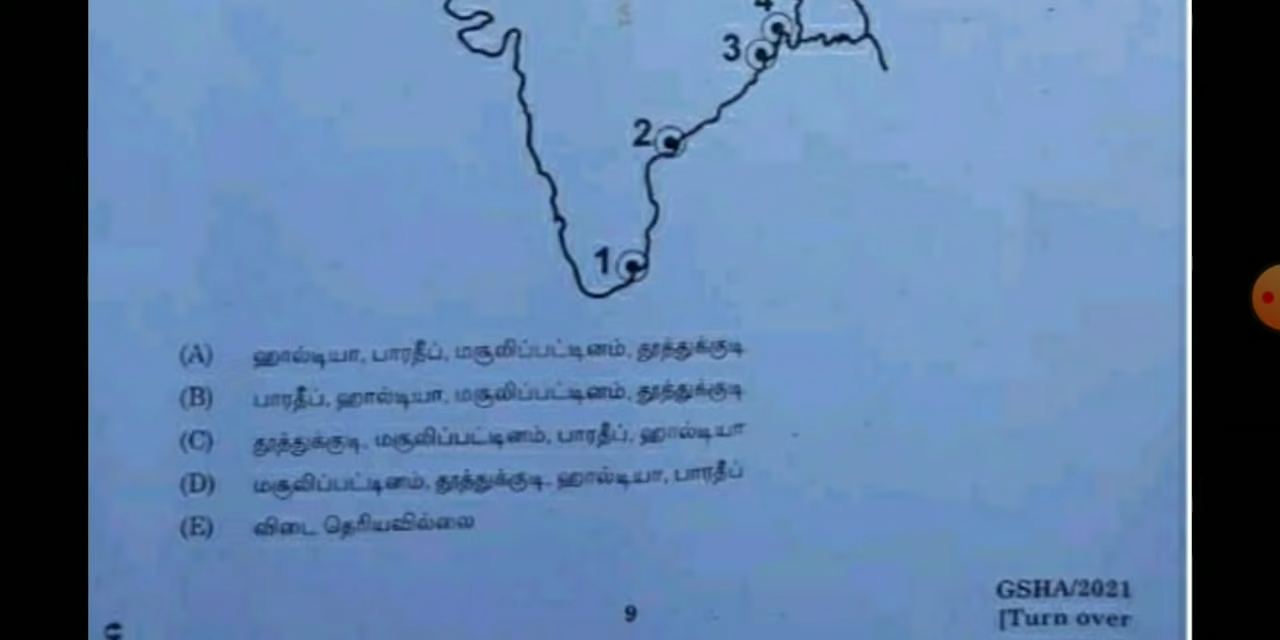 4
3
2
1
(A) ஹால்டியா, பாரதீப், மசூலிப்பட்டினம், தூத்துக்குடி
(B) பாரதீப், ஹால்டியா, மசூலிப்பட்டினம், தூத்துக்குடி
(C) தூத்துக்குடி, மசூலிப்பட்டினம், பாரதீப், ஹால்டியா
(D) மசூலிப்பட்டினம், தூத்துக்குடி, ஹால்டியா, பாரதீப்
(E) விடை தெரியவில்லை
9
GSHA/2021
[Turn over